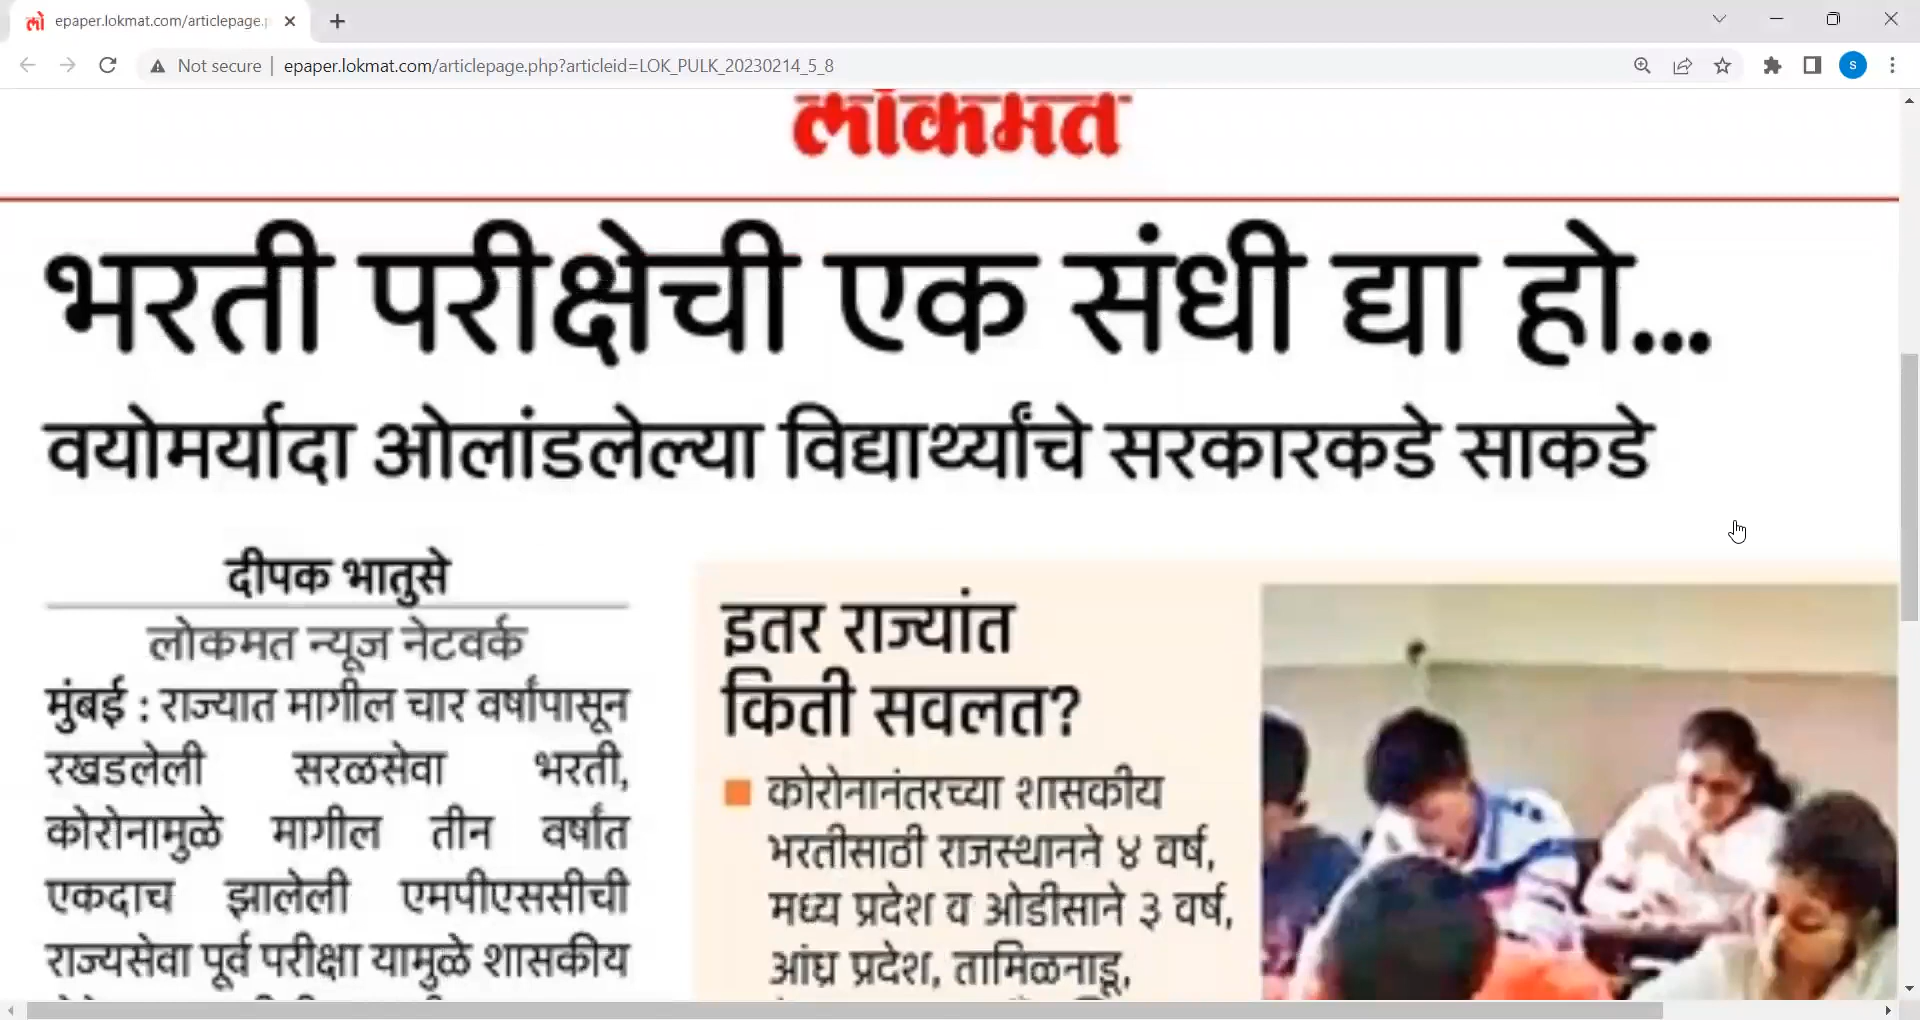 epaper.lokmat.com/articlepage.p
Not secure | epaper.lokmat.com/articlepage.php?articleid=LOK_PULK_20230214_5_8
s
लोकमत
भरती परीक्षेची एक संधी द्या हो...
वयोमर्यादा ओलांडलेल्या विद्यार्थ्यांचे सरकारकडे साकडे
दीपक भातुसे
लोकमत न्यूज नेटवर्क
मुंबई : राज्यात मागील चार वर्षांपासून
रखडलेली सरळसेवा भरती,
कोरोनामुळे मागील तीन वर्षांत
एकदाच झालेली एमपीएससीची
राज्यसेवा पूर्व परीक्षा यामुळे शासकीय
इतर राज्यांत
किती सवलत?
कोरोनानंतरच्या शासकीय
भरतीसाठी राजस्थानने ४ वर्ष,
मध्य प्रदेश व ओडीसाने ३ वर्ष,
आंध्र प्रदेश, तामिळनाडू,